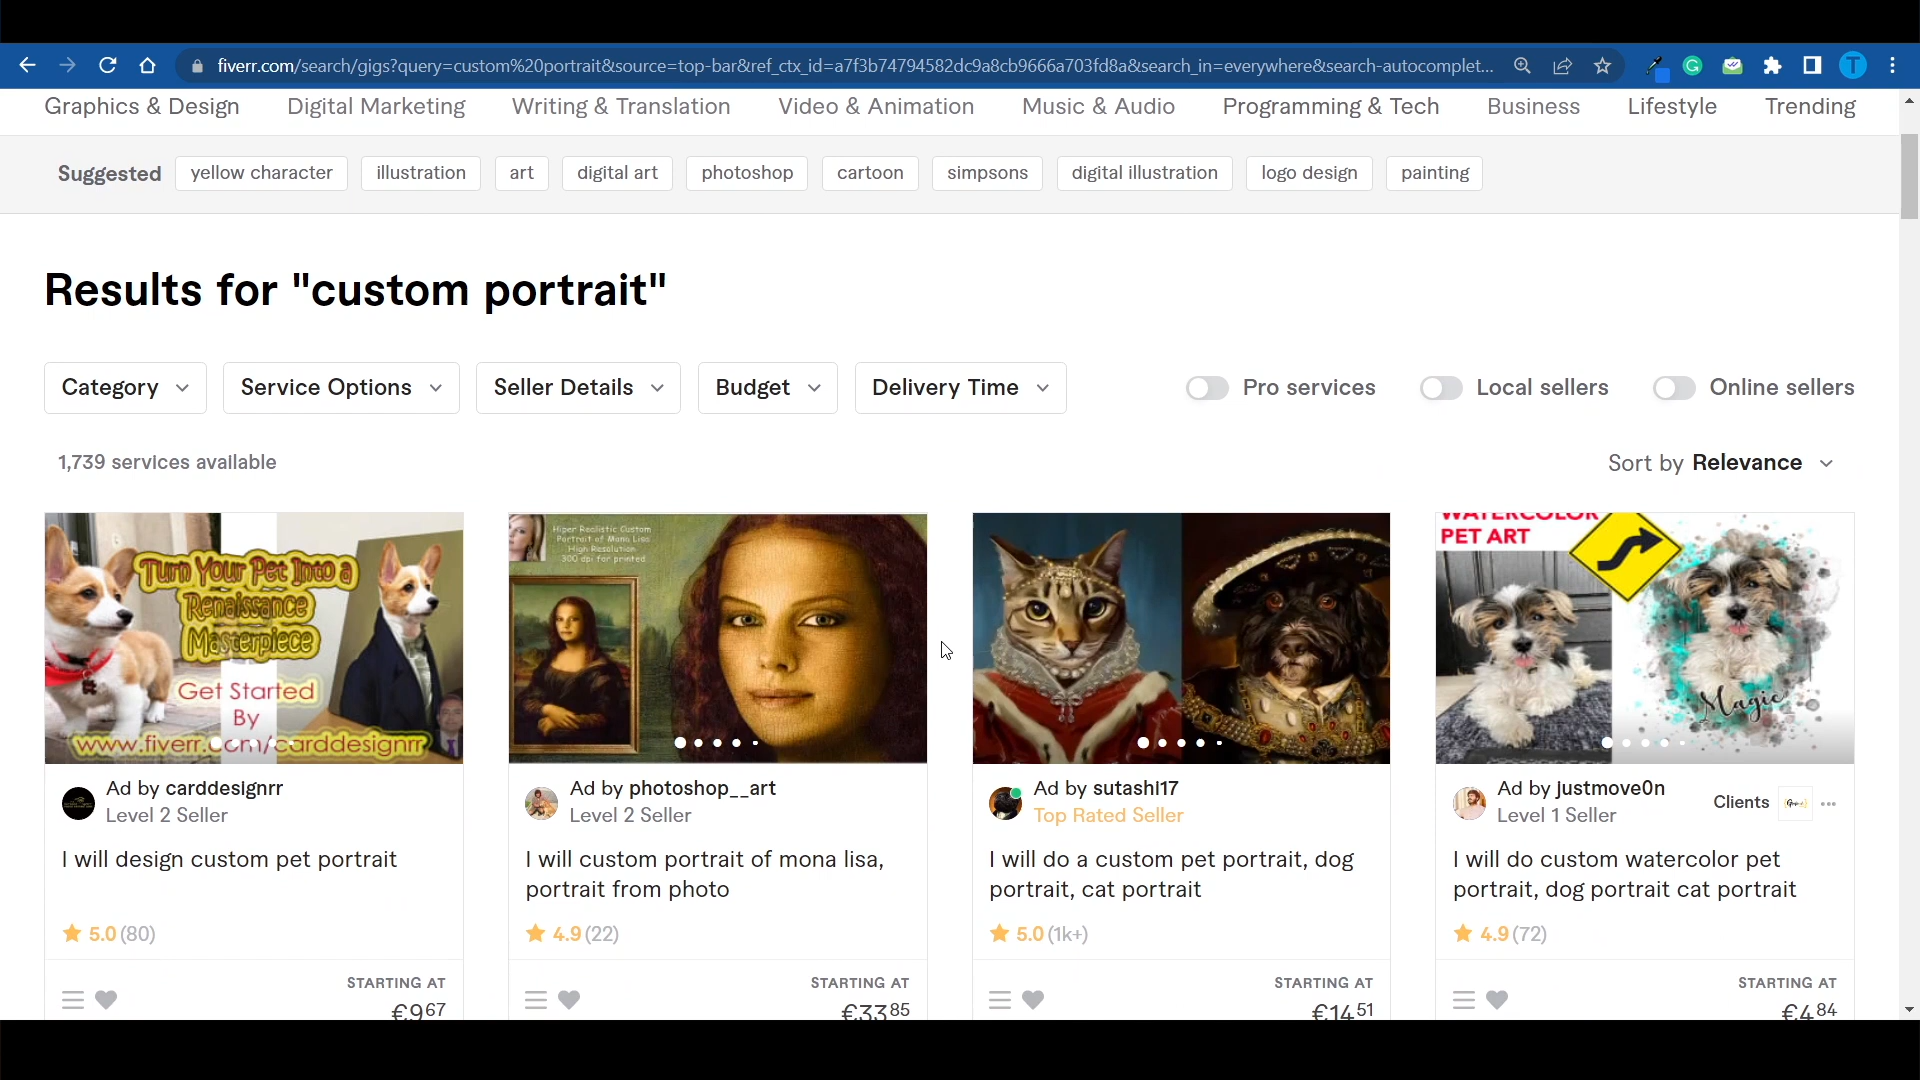 fiverr.com/search/gigs?query=custom%20portrait&source=top-bar&ref_ctx_id=a7f3b74794582dc9a8cb9666a703fd8a&search_in=everywhere&search-autocomplet...
T
Graphics & Design Digital Marketing Writing & Translation Video & Animation Music & Audio Programming & Tech Business Lifestyle Trending
Suggested yellow character illustration art digital art photoshop cartoon simpsons digital illustration logo design painting
Results for "custom portrait"
Category Service Options Seller Details Budget Delivery Time Pro services Local sellers Online sellers
1,739 services available Sort by Relevance
Turn Your Pet Into a
Renaissance
Masterpiece
Get Started
By
www.fiverr.com/carddesignrr
Hiper Realistic Custom
Portrait of Mona Lisa
High Resolution
300 dpi for printed
WATERCOLOR
PET ART
Magic
Ad by carddesignrr
Level 2 Seller
I will design custom pet portrait
5.0 (80)
STARTING AT
€9 67
Ad by photoshop__art
Level 2 Seller
I will custom portrait of mona lisa,
portrait from photo
4.9 (22)
STARTING AT
€33 85
Ad by sutashi17
Top Rated Seller
I will do a custom pet portrait, dog
portrait, cat portrait
5.0 (1k+)
STARTING AT
€14 51
Ad by justmove0n
Level 1 Seller
Clients
I will do custom watercolor pet
portrait, dog portrait cat portrait
4.9 (72)
STARTING AT
€4 84